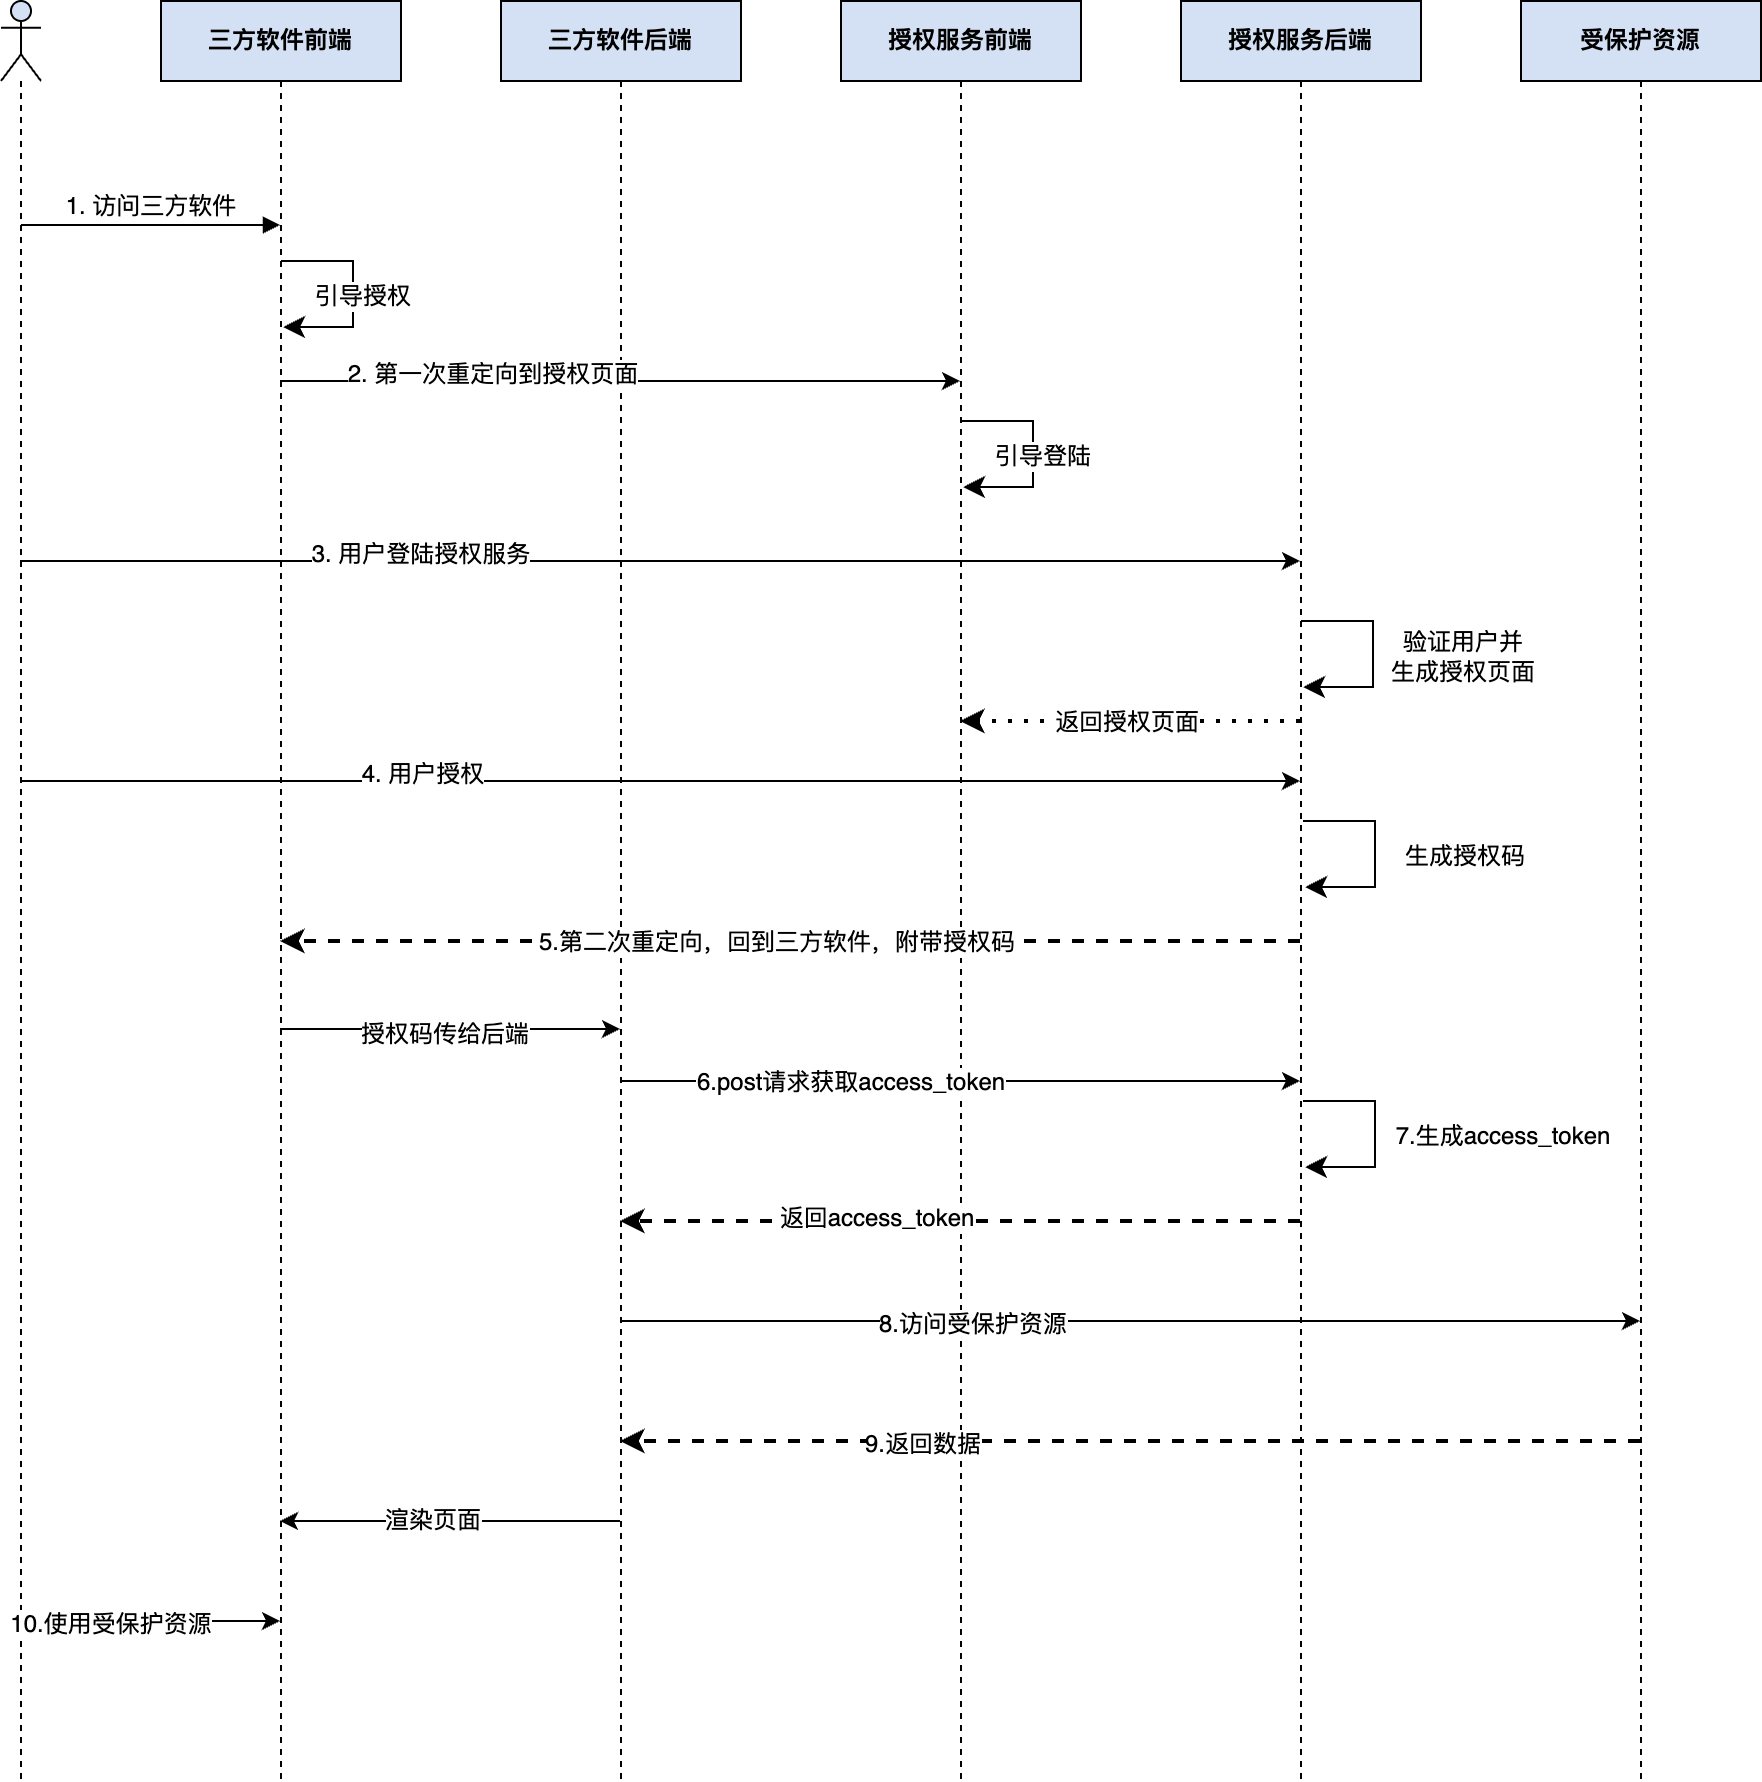 三方软件前端
三方软件后端
授权服务前端
授权服务后端
受保护资源
1. 访问三方软件
引导授权
2. 第一次重定向到授权页面
引导登陆
3. 用户登陆授权服务
验证用户并
生成授权页面
返回授权页面
4. 用户授权
生成授权码
5.第二次重定向，回到三方软件，附带授权码
授权码传给后端
6.post请求获取access_token
7.生成access_token
返回access_token
8.访问受保护资源
9.返回数据
渲染页面
10.使用受保护资源